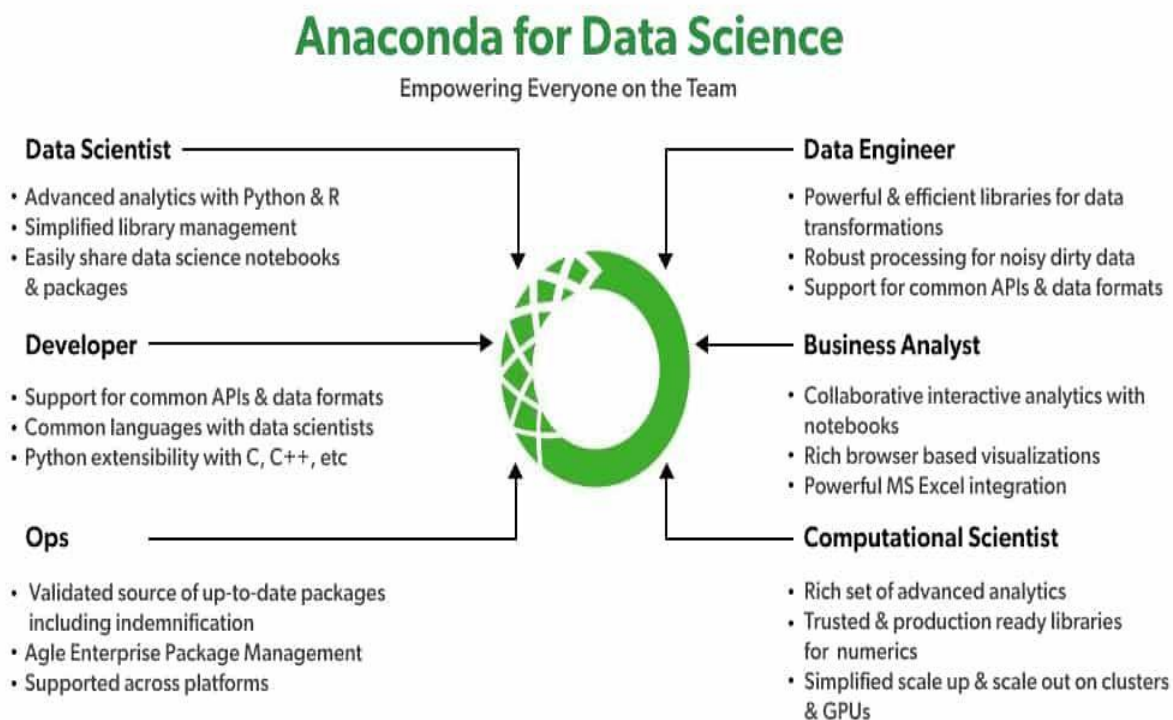 Anaconda for Data Science
Empowering Everyone on the Team
Data Scientist
• Advanced analytics with Python & R
• Simplified library management
• Easily share data science notebooks
& packages
Developer
• Support for common APIs & data formats
• Common languages with data scientists
• Python extensibility with C, C++, etc
Ops
• Validated source of up-to-date packages
including indemnification
• Agle Enterprise Package Management
• Supported across platforms
Data Engineer
• Powerful & efficient libraries for data
transformations
• Robust processing for noisy dirty data
• Support for common APIs & data formats
Business Analyst
• Collaborative interactive analytics with
notebooks
• Rich browser based visualizations
• Powerful MS Excel integration
Computational Scientist
• Rich set of advanced analytics
• Trusted & production ready libraries
for numerics
• Simplified scale up & scale out on clusters
& GPUs